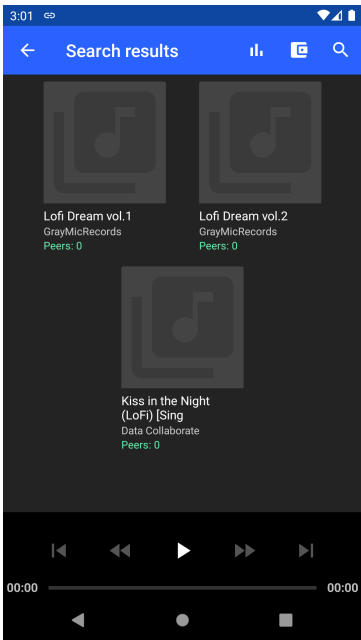 3:01
Search results
Lofi Dream vol.1
GrayMicRecords
Peers: 0
Lofi Dream vol.2
GrayMicRecords
Peers: 0
Kiss in the Night
(LoFi) [Sing
Data Collaborate
Peers: 0
00:00
00:00